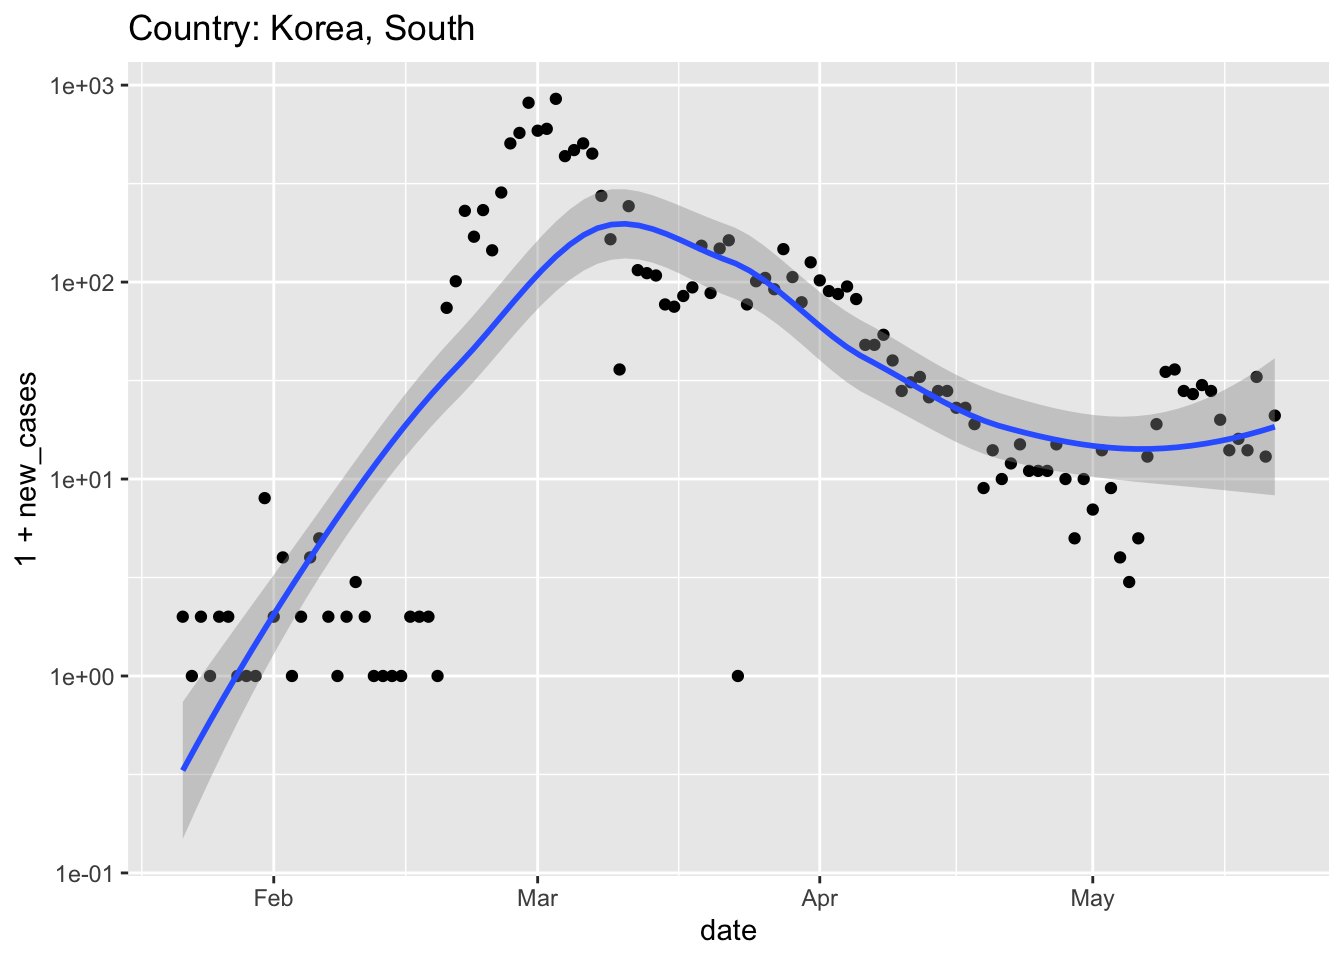 Country: Korea, South
1e+03
1e+02
1e+01
1e+00
1e-01
1 + new_cases
Feb Mar Apr May
date